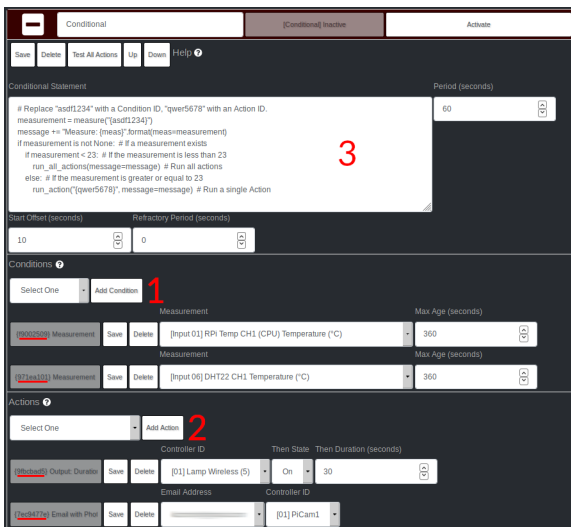 Conditional [Conditional] Inactive Activate
Save Delete Test All Actions Up Down Help ?
Conditional Statement Period (seconds)
# Replace "asdf1234" with a Condition ID, "qwer5678" with an Action ID. 60
measurement = measure("{asdf1234}")
message += "Measure: {meas}".format(meas=measurement)
if measurement is not None:  # If a measurement exists
if measurement < 23:  # If the measurement is less than 23
3
run_all_actions(message=message)  # Run all actions
else:  # If the measurement is greater or equal to 23
run_action("{qwer5678}", message=message)  # Run a single Action
Start Offset (seconds) Refractory Period (seconds)
10 0
Conditions ?
Select One Add Condition 1
Measurement Max Age (seconds)
{f9002509} Measurement Save Delete [Input 01] RPi Temp CH1 (CPU) Temperature (°C) 360
Measurement Max Age (seconds)
{971ea101} Measurement Save Delete [Input 06] DHT22 CH1 Temperature (°C) 360
Actions ?
Select One Add Action 2
Controller ID Then State Then Duration (seconds)
Output: Duration Save Delete [01] Lamp Wireless (5) On 30
Email Address Controller ID
{7ec9477e} Email with Phot Save Delete [01] PiCam1